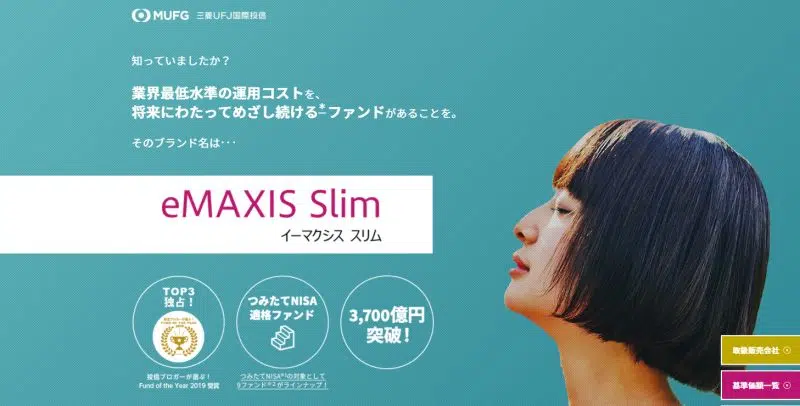 MUFG 三菱UFJ国際投信
知っていましたか？
業界最低水準の運用コストを、
将来にわたってめざし続ける*ファンドがあることを。
そのブランド名は･･･
eMAXIS Slim
イーマクシス スリム
TOP3
独占！
投信ブロガーが選ぶ！
Fund of the Year 2019 受賞
つみたてNISA
適格ファンド
つみたてNISA※1の対象として
9ファンド※2がラインナップ！
3,700億円
突破！
取扱販売会社
基準価額一覧